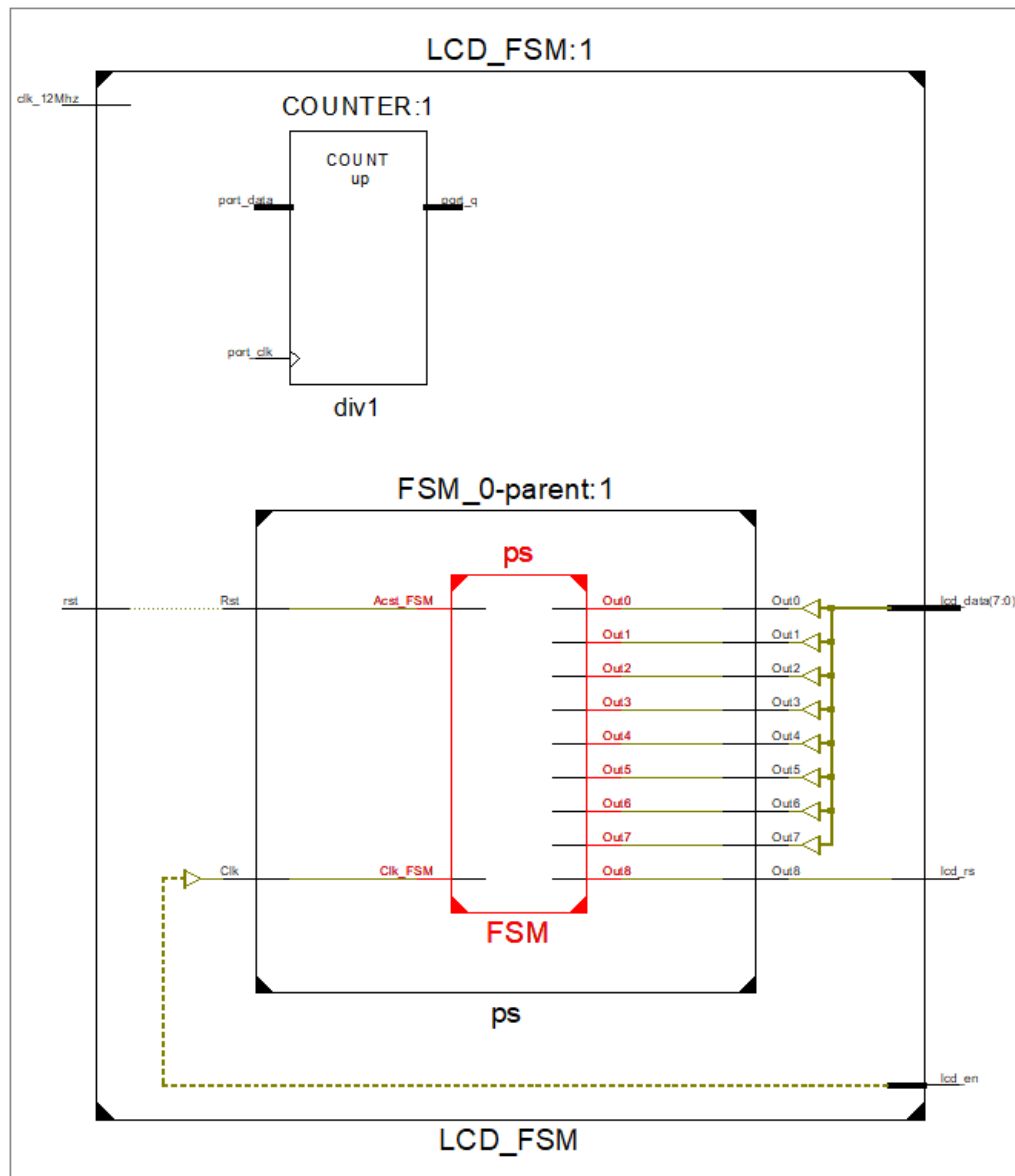 LCD_FSM:1
clk_12Mhz
COUNTER:1
COUNT
up
port_data
port_q
port_clk
div1
FSM_0-parent:1
ps
rst
Rst
Acst_FSM
Out0
Out0
lcd_data(7:0)
Out1
Out1
Out2
Out2
Out3
Out3
Out4
Out4
Out5
Out5
Out6
Out6
Out7
Out7
Clk
Clk_FSM
Out8
Out8
lcd_rs
FSM
ps
lcd_en
LCD_FSM